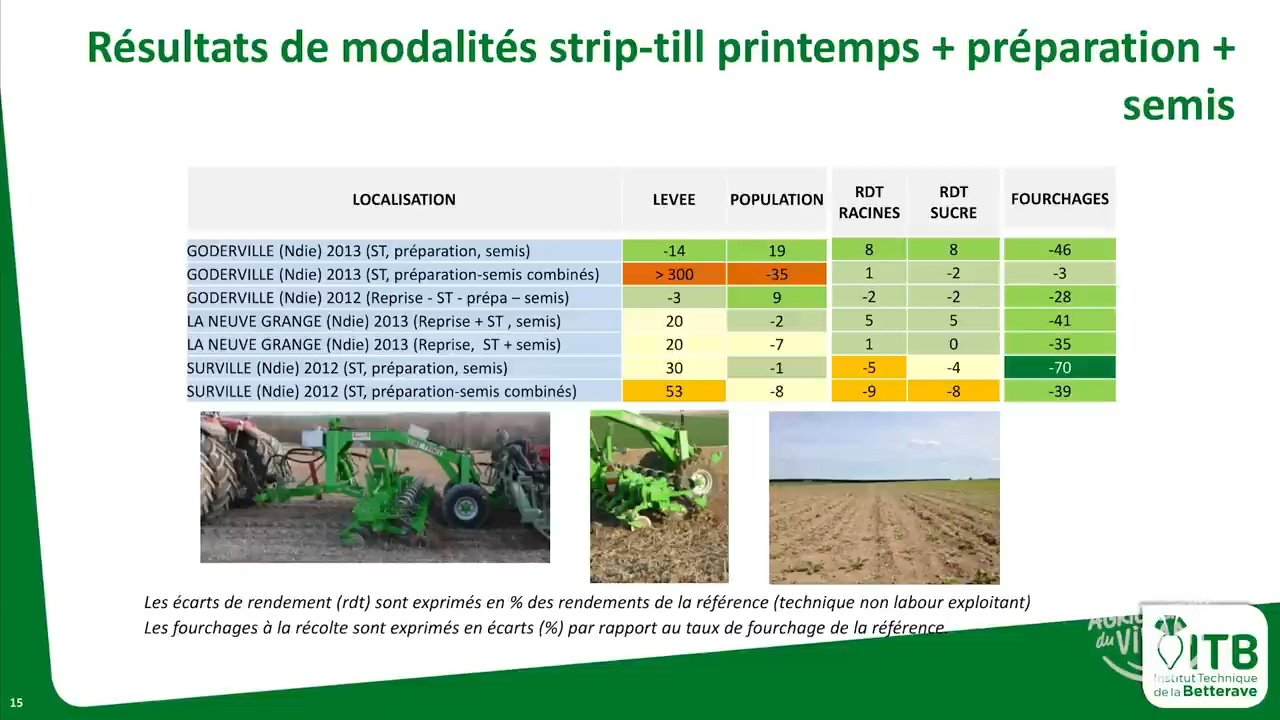 Résultats de modalités strip-till printemps + préparation +
semis
LOCALISATION LEVEE POPULATION RDT RACINES RDT SUCRE FOURCHAGES
GODERVILLE (Ndie) 2013 (ST, préparation, semis) -14 19 8 8 -46
GODERVILLE (Ndie) 2013 (ST, préparation-semis combinés) > 300 -35 1 -2 -3
GODERVILLE (Ndie) 2012 (Reprise - ST - prépa – semis) -3 9 -2 -2 -28
LA NEUVE GRANGE (Ndie) 2013 (Reprise + ST , semis) 20 -2 5 5 -41
LA NEUVE GRANGE (Ndie) 2013 (Reprise, ST + semis) 20 -7 1 0 -35
SURVILLE (Ndie) 2012 (ST, préparation, semis) 30 -1 -5 -4 -70
SURVILLE (Ndie) 2012 (ST, préparation-semis combinés) 53 -8 -9 -8 -39
Les écarts de rendement (rdt) sont exprimés en % des rendements de la référence (technique non labour exploitant)
Les fourchages à la récolte sont exprimés en écarts (%) par rapport au taux de fourchage de la référence.
du
ITB
Institut Technique
de la Betterave
15